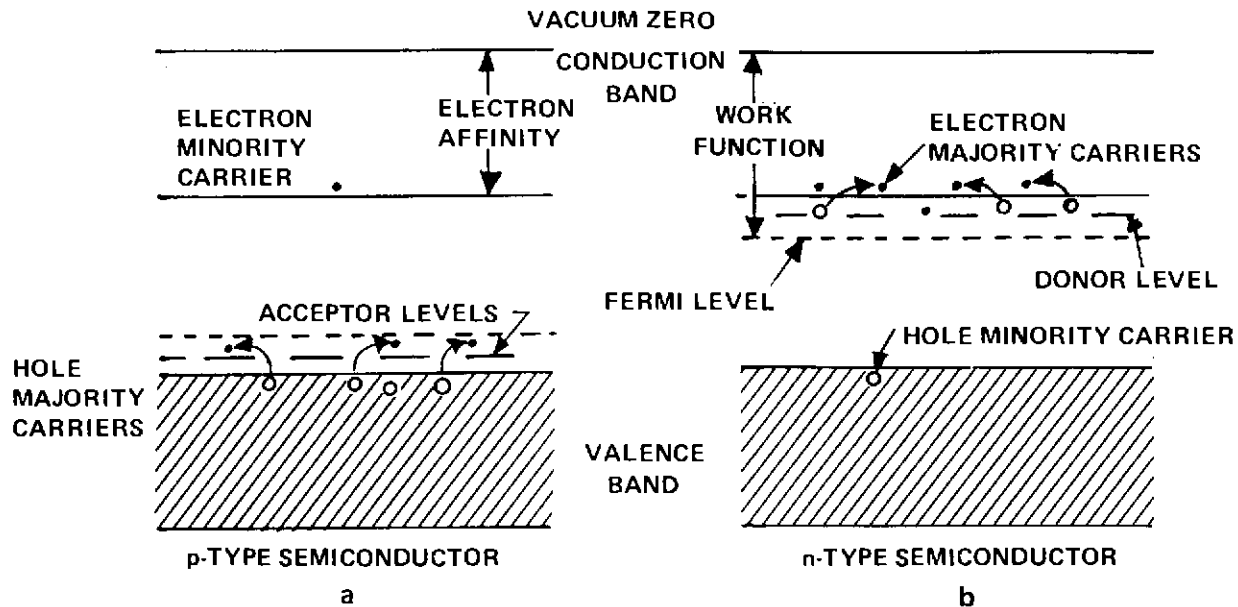 VACUUM ZERO
CONDUCTION
BAND
ELECTRON
MINORITY
CARRIER
ELECTRON
AFFINITY
WORK
FUNCTION
ELECTRON
MAJORITY CARRIERS
FERMI LEVEL
DONOR LEVEL
ACCEPTOR LEVELS
HOLE MINORITY CARRIER
HOLE
MAJORITY
CARRIERS
VALENCE
BAND
p-TYPE SEMICONDUCTOR
n-TYPE SEMICONDUCTOR
a
b